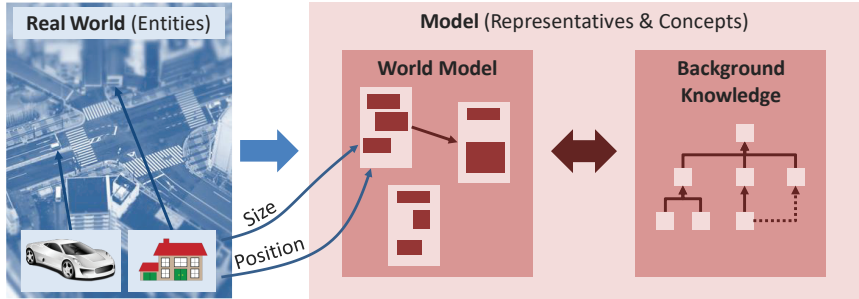 Real World (Entities)
Model (Representatives & Concepts)
World Model
Background
Knowledge
Size
Position